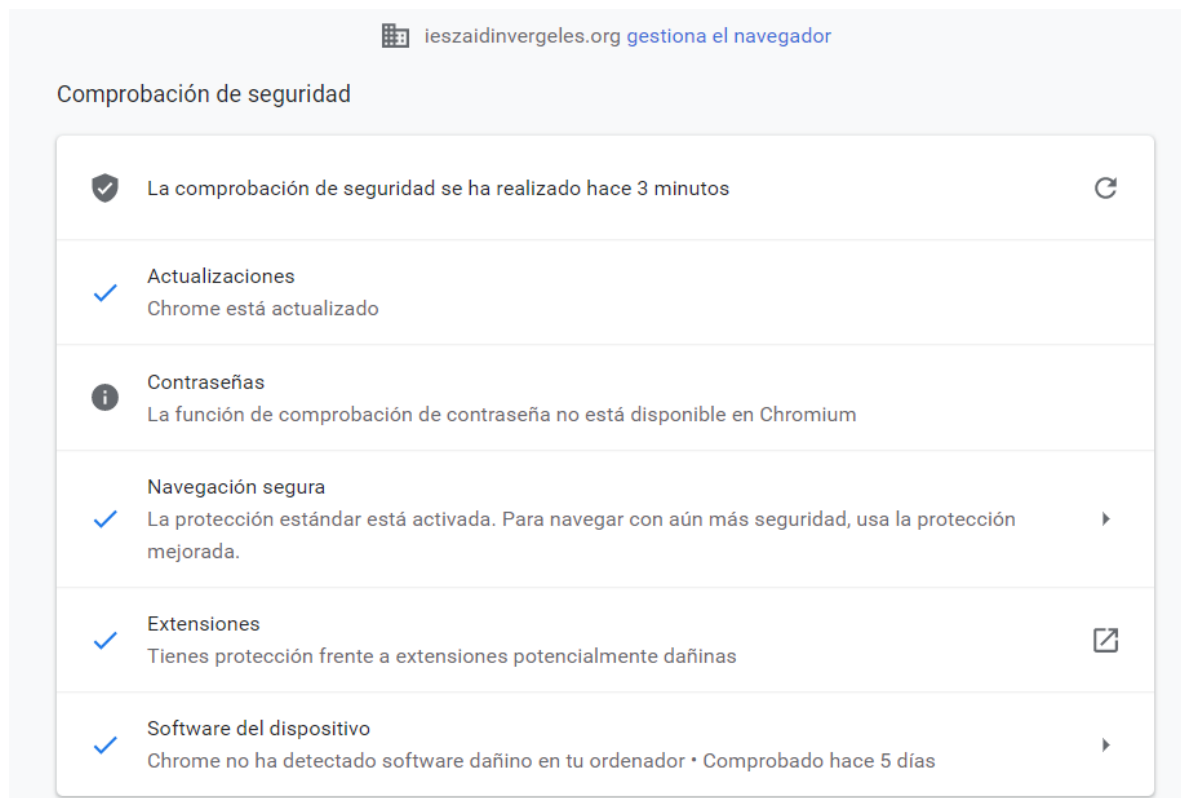 ieszaidinvergeles.org gestiona el navegador
Comprobación de seguridad
La comprobación de seguridad se ha realizado hace 3 minutos
Actualizaciones
Chrome está actualizado
Contraseñas
La función de comprobación de contraseña no está disponible en Chromium
Navegación segura
La protección estándar está activada. Para navegar con aún más seguridad, usa la protección
mejorada.
Extensiones
Tienes protección frente a extensiones potencialmente dañinas
Software del dispositivo
Chrome no ha detectado software dañino en tu ordenador • Comprobado hace 5 días